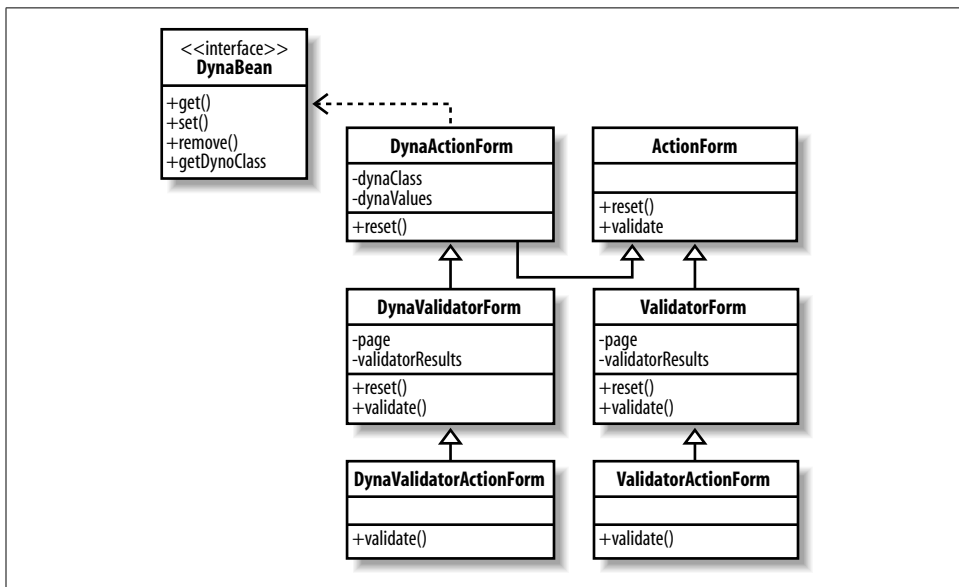 <<interface>>
DynaBean
+get()
+set()
+remove()
+getDynoClass
DynaActionForm
-dynaClass
-dynaValues
+reset()
ActionForm
+reset()
+validate
DynaValidatorForm
-page
-validatorResults
+reset()
+validate()
ValidatorForm
-page
-validatorResults
+reset()
+validate()
DynaValidatorActionForm
+validate()
ValidatorActionForm
+validate()